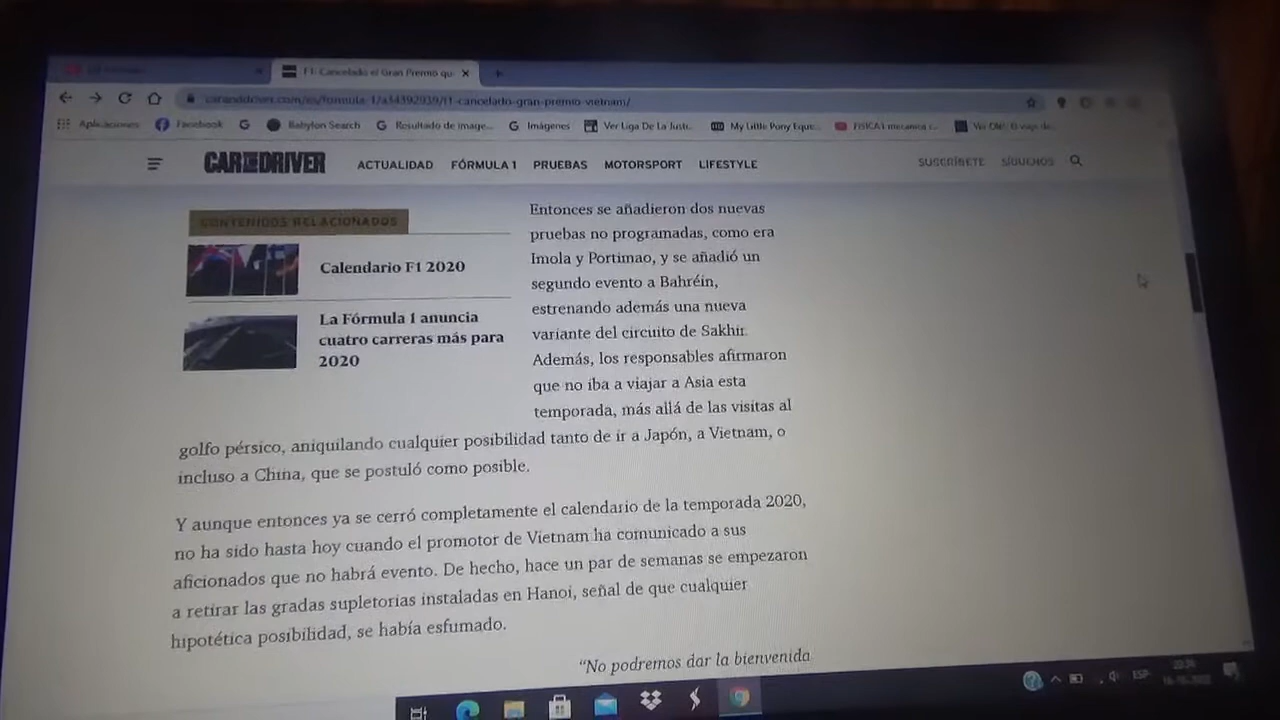 F1: Cancelado el Gran Premio qu
caranddriver.com/es/formula-1/a34392939/f1-cancelado-gran-premio-vietnam/
Aplicaciones
Facebook
G
Babylon Search
Resultado de image...
Imágenes
Ver Liga De La Justi...
My Little Pony Eque...
CAR AND DRIVER
ACTUALIDAD
FÓRMULA 1
PRUEBAS
MOTORSPORT
LIFESTYLE
SUSCRÍBETE
SÍGUENOS
CONTENIDOS RELACIONADOS
Calendario F1 2020
La Fórmula 1 anuncia
cuatro carreras más para
2020
Entonces se añadieron dos nuevas
pruebas no programadas, como era
Imola y Portimao, y se añadió un
segundo evento a Bahréin,
estrenando además una nueva
variante del circuito de Sakhir.
Además, los responsables afirmaron
que no iba a viajar a Asia esta
temporada, más allá de las visitas al
golfo pérsico, aniquilando cualquier posibilidad tanto de ir a Japón, a Vietnam, o
incluso a China, que se postuló como posible.
Y aunque entonces ya se cerró completamente el calendario de la temporada 2020,
no ha sido hasta hoy cuando el promotor de Vietnam ha comunicado a sus
aficionados que no habrá evento. De hecho, hace un par de semanas se empezaron
a retirar las gradas supletorias instaladas en Hanoi, señal de que cualquier
hipotética posibilidad, se había esfumado.
“No podremos dar la bienvenida
ESP